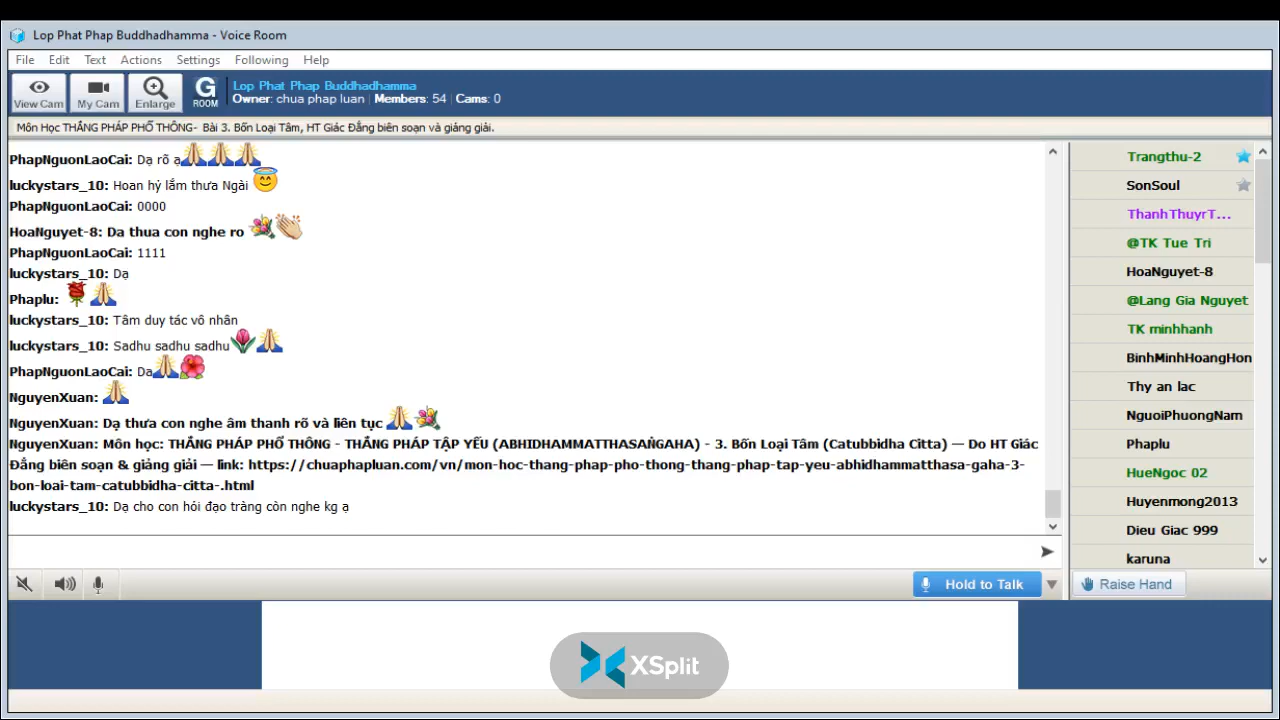 Lop Phat Phap Buddhadhamma - Voice Room
File Edit Text Actions Settings Following Help
View Cam My Cam Enlarge G ROOM
Lop Phat Phap Buddhadhamma
Owner: chua phap luan | Members: 54 | Cams: 0
Môn Học THẮNG PHÁP PHỔ THÔNG- Bài 3. Bốn Loại Tâm, HT Giác Đẳng biên soạn và giảng giải.
PhapNguonLaoCai: Dạ rõ ạ
luckystars_10: Hoan hỷ lắm thưa Ngài
PhapNguonLaoCai: 0000
HoaNguyet-8: Da thua con nghe ro
PhapNguonLaoCai: 1111
luckystars_10: Dạ
Phaplu:
luckystars_10: Tâm duy tác vô nhân
luckystars_10: Sadhu sadhu sadhu
PhapNguonLaoCai: Da
NguyenXuan:
NguyenXuan: Dạ thưa con nghe âm thanh rõ và liên tục
NguyenXuan: Môn học: THẮNG PHÁP PHỔ THÔNG - THẮNG PHÁP TẬP YẾU (ABHIDHAMMATTHASAṄGAHA) - 3. Bốn Loại Tâm (Catubbidha Citta) — Do HT Giác
Đẳng biên soạn & giảng giải — link: https://chuaphapluan.com/vn/mon-hoc-thang-phap-pho-thong-thang-phap-tap-yeu-abhidhammatthasa-gaha-3-
bon-loai-tam-catubbidha-citta-.html
luckystars_10: Dạ cho con hỏi đạo tràng còn nghe kg ạ
Hold to Talk
Trangthu-2
SonSoul
ThanhThuyrT...
@TK Tue Tri
HoaNguyet-8
@Lang Gia Nguyet
TK minhhanh
BinhMinhHoangHon
Thy an lac
NguoiPhuongNam
Phaplu
HueNgoc 02
Huyenmong2013
Dieu Giac 999
karuna
Raise Hand
XSplit